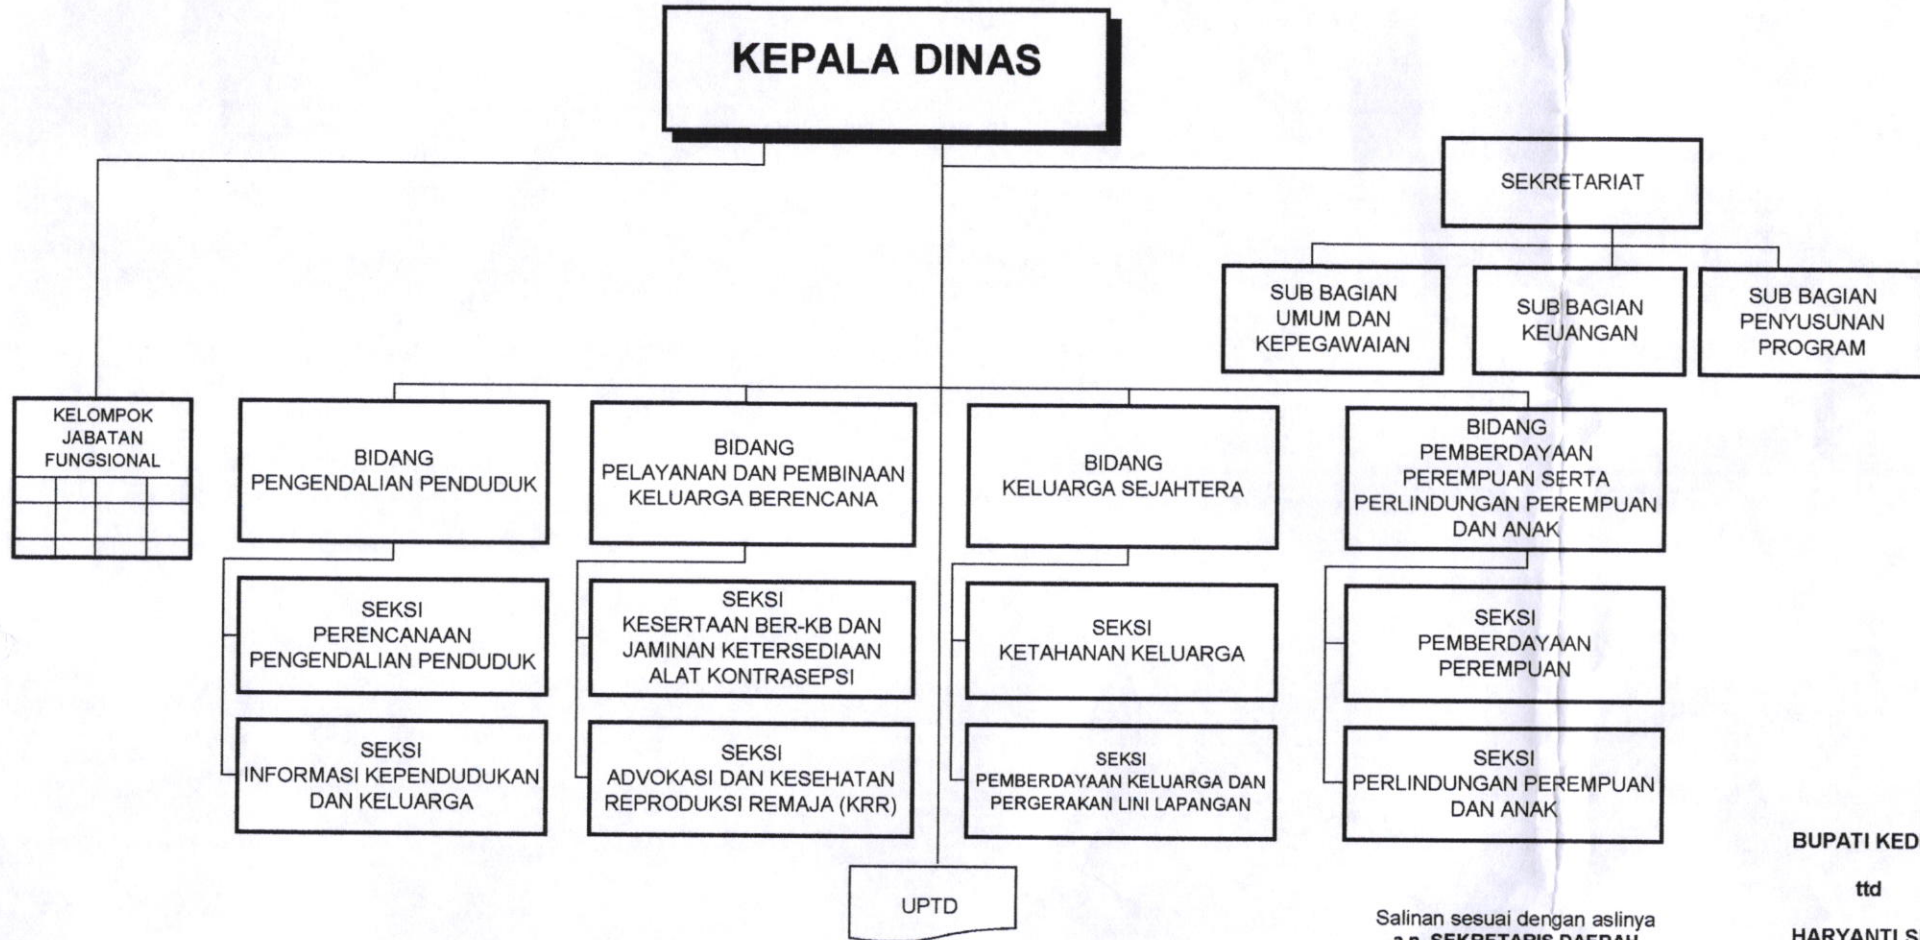 KEPALA DINAS
SEKRETARIAT
SUB BAGIAN
UMUM DAN
KEPEGAWAIAN
SUB BAGIAN
KEUANGAN
SUB BAGIAN
PENYUSUNAN
PROGRAM
KELOMPOK
JABATAN
FUNGSIONAL
BIDANG
PENGENDALIAN PENDUDUK
BIDANG
PELAYANAN DAN PEMBINAAN
KELUARGA BERENCANA
BIDANG
KELUARGA SEJAHTERA
BIDANG
PEMBERDAYAAN
PEREMPUAN SERTA
PERLINDUNGAN PEREMPUAN
DAN ANAK
SEKSI
PERENCANAAN
PENGENDALIAN PENDUDUK
SEKSI
KESERTAAN BER-KB DAN
JAMINAN KETERSEDIAAN
ALAT KONTRASEPSI
SEKSI
KETAHANAN KELUARGA
SEKSI
PEMBERDAYAAN
PEREMPUAN
SEKSI
INFORMASI KEPENDUDUKAN
DAN KELUARGA
SEKSI
ADVOKASI DAN KESEHATAN
REPRODUKSI REMAJA (KRR)
SEKSI
PEMBERDAYAAN KELUARGA DAN
PERGERAKAN LINI LAPANGAN
SEKSI
PERLINDUNGAN PEREMPUAN
DAN ANAK
UPTD
BUPATI
ttd
Salinan sesuai dengan aslinya
a.n. SEKRETARIS DAERAH
HARYANTI